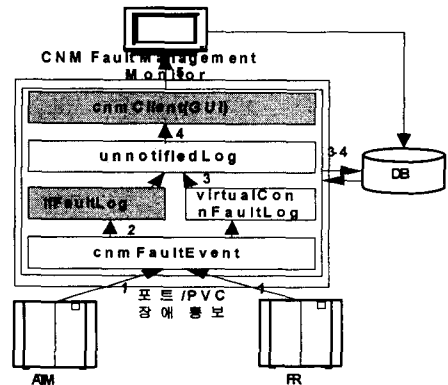 CNM FaultManagement
Monitor
5
cnmClient(GUI)
4
unnotifiedLog
3-4
DB
3
ifFaultLog
virtualCon
nFaultLog
2
cnmFaultEvent
1
1
포트/PVC
장애 통보
ATM
FR